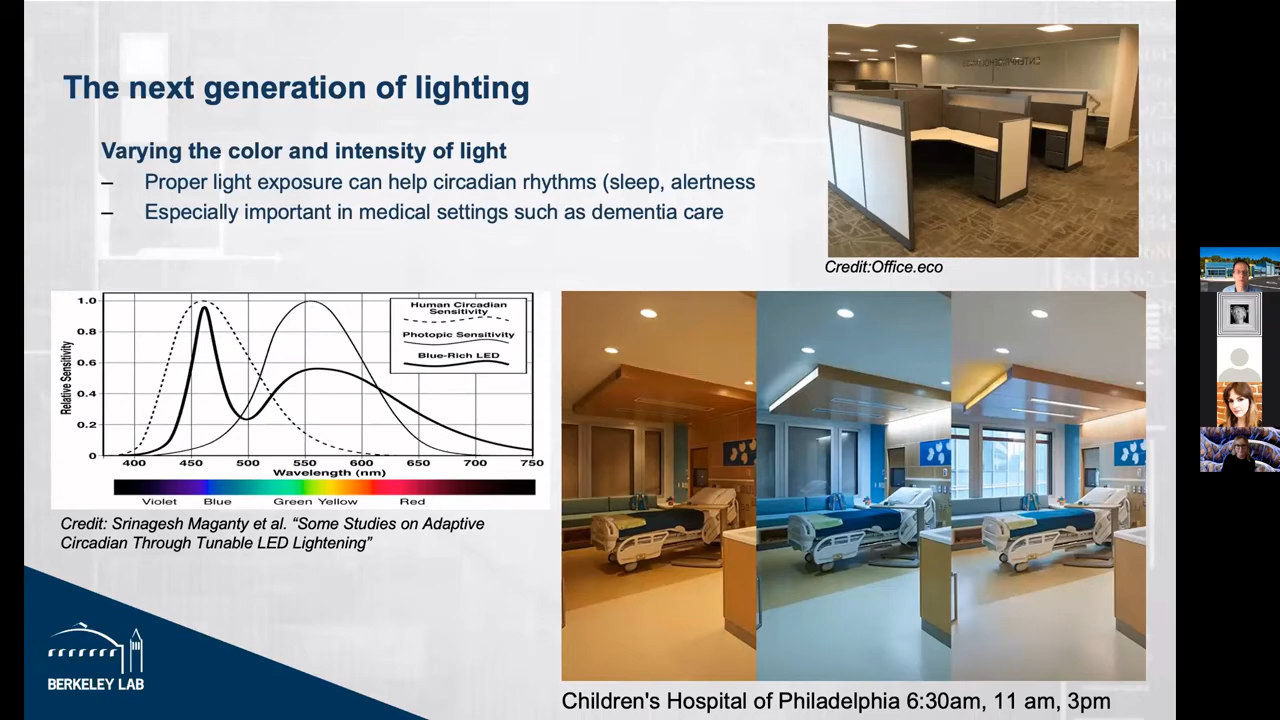 The next generation of lighting
Varying the color and intensity of light
– Proper light exposure can help circadian rhythms (sleep, alertness
– Especially important in medical settings such as dementia care
Credit:Office.eco
1.0
0.8
0.6
0.4
0.2
0
Relative Sensitivity
Human Circadian
Sensitivity
Photopic Sensitivity
Blue-Rich LED
400 450 500 550 600 650 700 750
Wavelength (nm)
Violet Blue Green Yellow Red
Credit: Srinagesh Maganty et al. “Some Studies on Adaptive
Circadian Through Tunable LED Lightening”
BERKELEY LAB
Children's Hospital of Philadelphia 6:30am, 11 am, 3pm